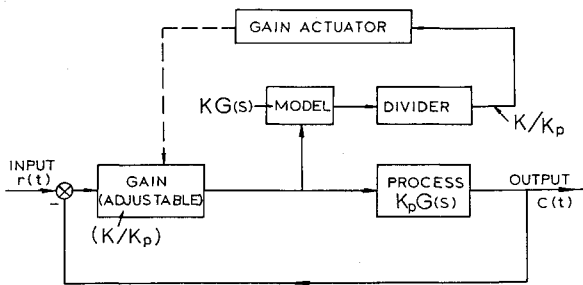 GAIN ACTUATOR
KG(S)
MODEL
DIVIDER
K/Kp
INPUT
r(t)
GAIN
(ADJUSTABLE)
PROCESS
KpG(S)
OUTPUT
C(t)
-
(K/Kp)